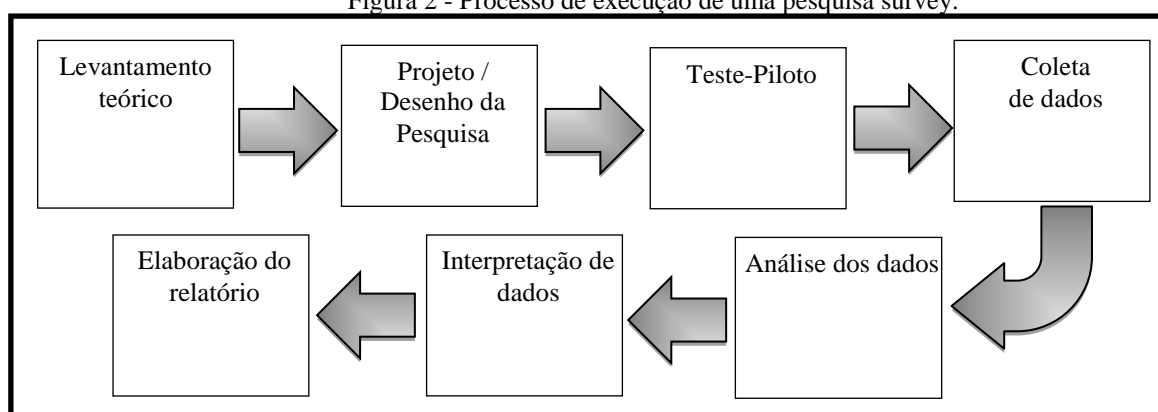 Figura 2 - Processo de execução de uma pesquisa survey.
Levantamento
teórico
Projeto /
Desenho da
Pesquisa
Teste-Piloto
Coleta
de dados
Análise dos dados
Interpretação de
dados
Elaboração do
relatório